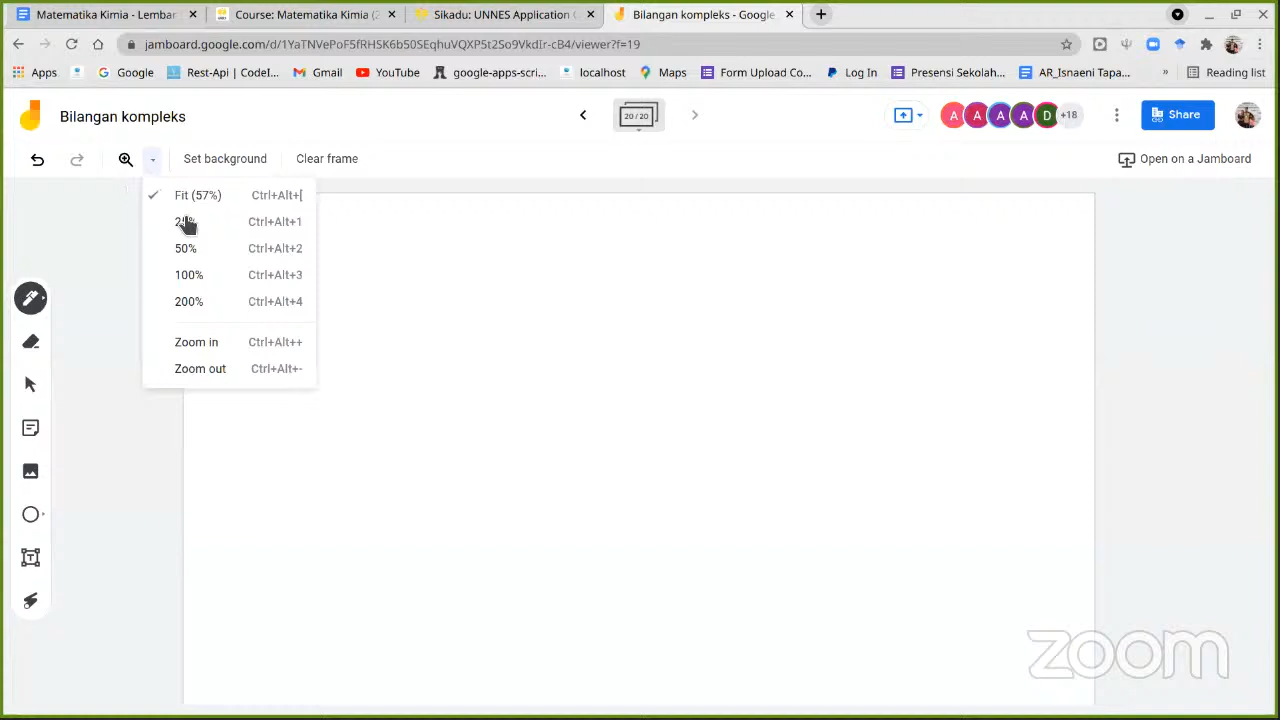 Matematika Kimia - Lembar
Course: Matematika Kimia (2
Sikadu: UNNES Application
Bilangan kompleks - Google
jamboard.google.com/d/1YaTNVePoF5fRHSKdG50SEqhuVQXP5t2So9VkdIr-cB4/viewer?f=19
Apps
Google
Rest-Api | CodeI...
Gmail
YouTube
google-apps-scri...
localhost
Maps
Form Upload Co...
Log In
Presensi Sekolah...
AR_Isnaeni Tapa...
»
Reading list
Bilangan kompleks
20 / 20
A
A
A
A
D
+18
Share
Set background
Clear frame
Open on a Jamboard
Fit (57%) Ctrl+Alt+[
Ctrl+Alt+1
50% Ctrl+Alt+2
100% Ctrl+Alt+3
200% Ctrl+Alt+4
Zoom in Ctrl+Alt++
Zoom out Ctrl+Alt+-
zoom